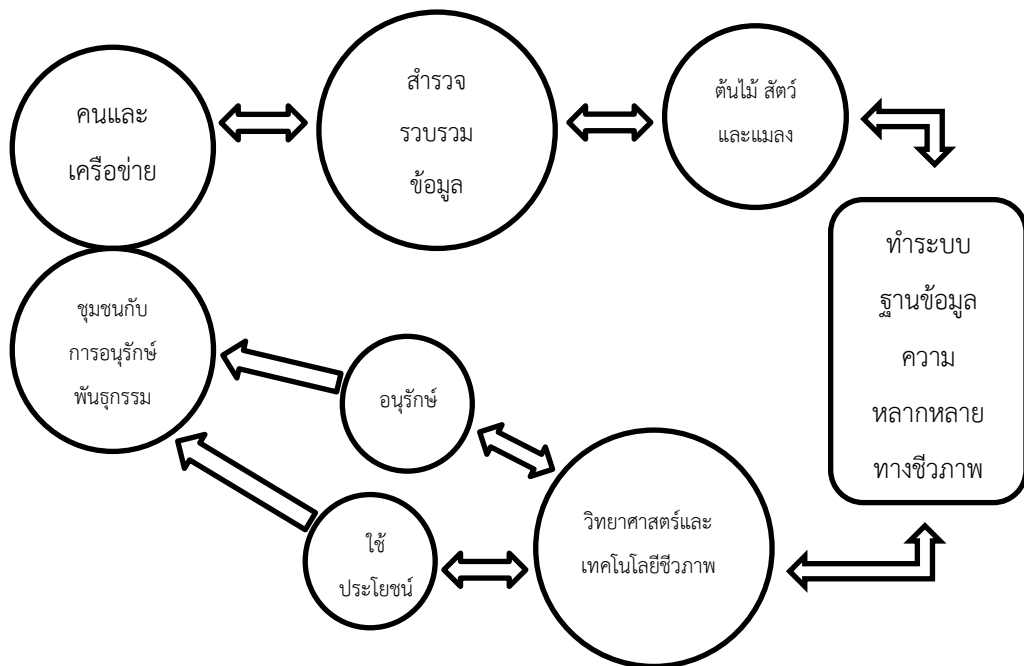 คนและ
เครือข่าย
สำรวจ
รวบรวม
ข้อมูล
ต้นไม้ สัตว์
และแมลง
ทำระบบ
ฐานข้อมูล
ความ
หลากหลาย
ทางชีวภาพ
ชุมชนกับ
การอนุรักษ์
พันธุกรรม
อนุรักษ์
ใช้
ประโยชน์
วิทยาศาสตร์และ
เทคโนโลยีชีวภาพ